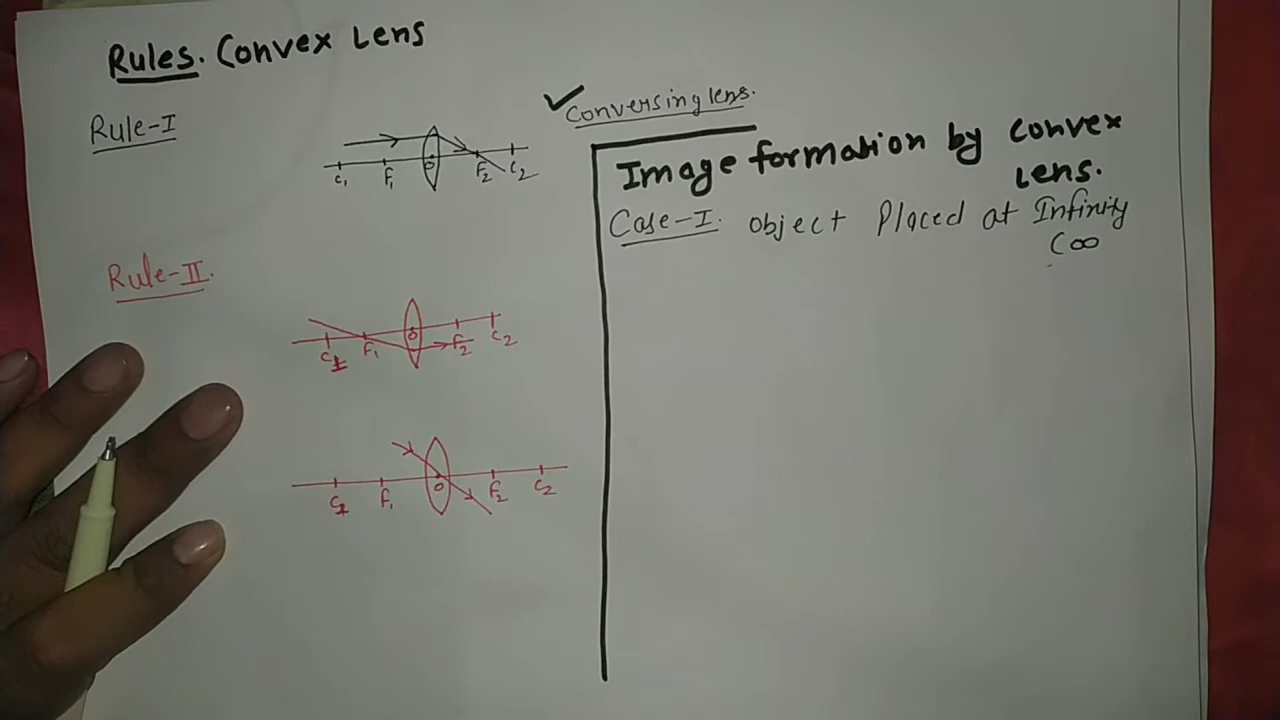 Rules. Convex Lens
Rule-I
C1 F1 O F2 C2
Rule-II.
C1 F1 O F2 C2
C1 F1 O F2 C2
✓Conversing lens.
Image formation by convex
Lens.
Case-I. object Placed at Infinity
(∞